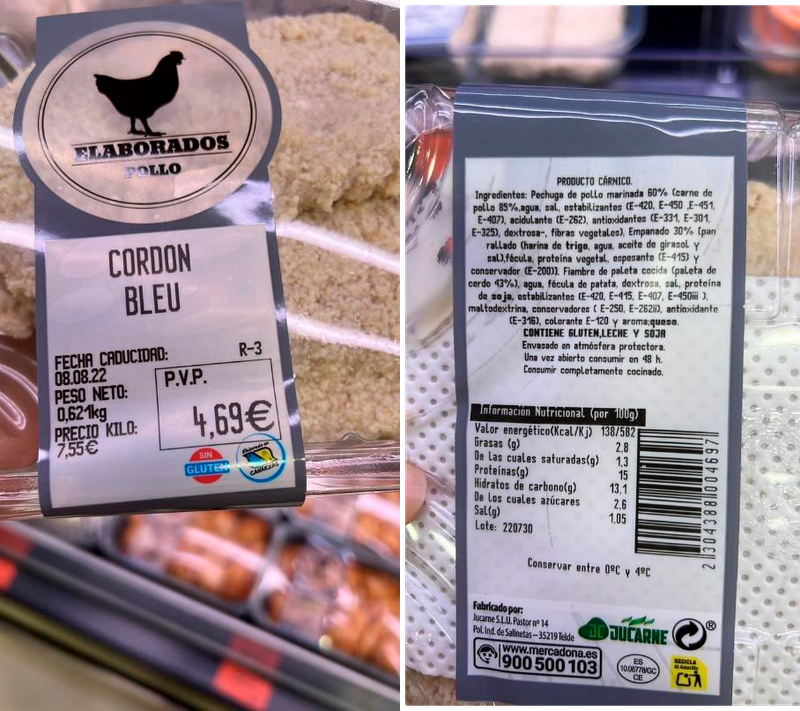 ELABORADOS
POLLO
CORDON
BLEU
FECHA CADUCIDAD:
R-3
08.08.22
PESO NETO:
0,621kg
PRECIO KILO:
7,55€
P.V.P.
4,69€
SIN
GLUTEN
Elaborado en
CANARIAS
PRODUCTO CÁRNICO.
Ingredientes: Pechuga de pollo marinada 60% (carne de
pollo 85%,agua, sal, estabilizantes (E-420, E-450 ,E-451,
E-407), acidulante (E-262), antioxidantes (E-331, E-301,
E-325), dextrosa-, fibras vegetales), Empanado 30% (pan
rallado (harina de trigo, agua, aceite de girasol y
sal),fécula, proteína vegetal, espesante (E-415) y
conservador (E-200)). Fiambre de paleta cocida (paleta de
cerdo 43%), agua, fécula de patata, dextrosa, sal, proteína
de soja, estabilizantes (E-420, E-415, E-407, E-450iii ),
maltodextrina, conservadores ( E-250, E-262ii), antioxidante
(E-316), colorante E-120 y aroma;queso.
CONTIENE GLUTEN,LECHE Y SOJA
Envasado en atmósfera protectora.
Una vez abierto consumir en 48 h.
Consumir completamente cocinado.
Información Nutricional (por 100g)
Valor energético(Kcal/Kj) 138/582
Grasas (g) 2,8
De las cuales saturadas(g) 1,3
Proteínas(g) 15
Hidratos de carbono(g) 13,1
De los cuales azúcares 2,6
Sal(g) 1,05
Lote: 220730
21304388004697
Conservar entre 0ºC y 4ºC
Fabricado por:
Jucarne S.L.U. Pastor nº 14
Pol. Ind. de Salinetas – 35219 Telde
JC JUCARNE
®
www.mercadona.es
900 500 103
ES
10.06778/GC
CE
RECICLA
Al Amarillo